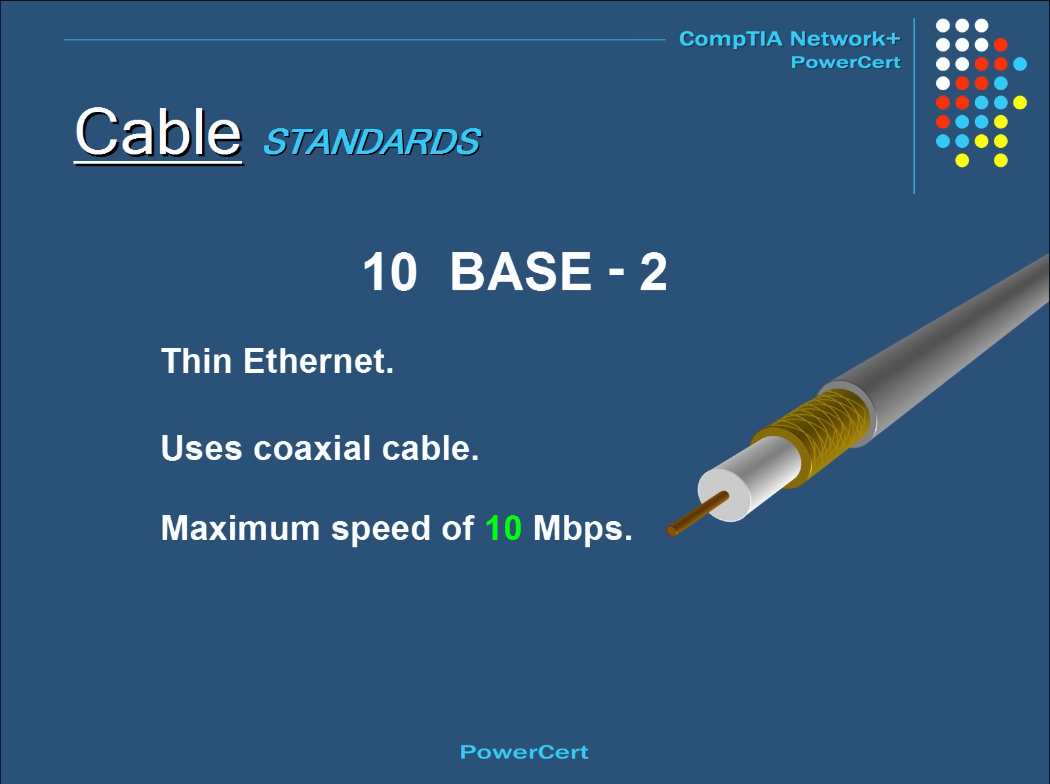 CompTIA Network+
PowerCert
Cable STANDARDS
10 BASE - 2
Thin Ethernet.
Uses coaxial cable.
Maximum speed of 10 Mbps.
PowerCert